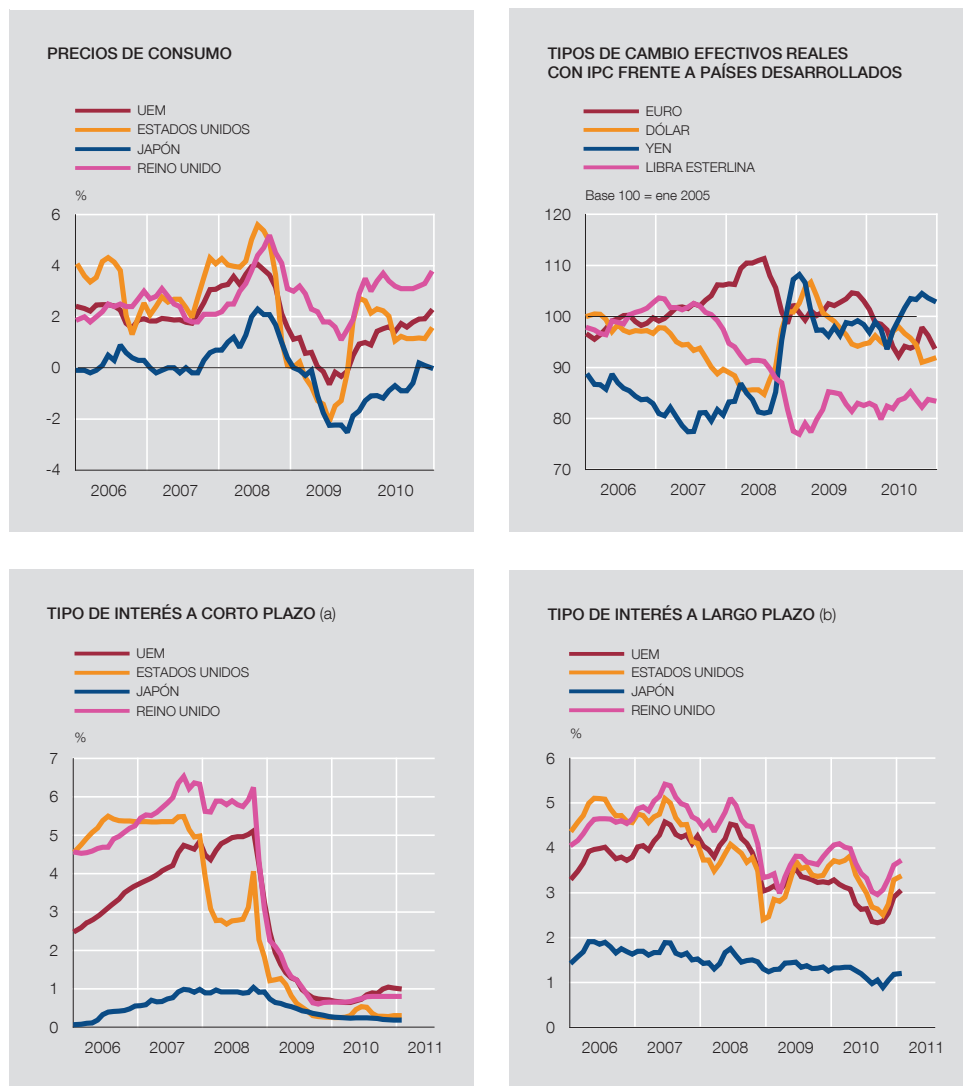 PRECIOS DE CONSUMO
UEM
ESTADOS UNIDOS
JAPÓN
REINO UNIDO
%
6
4
2
0
-2
-4
2006 2007 2008 2009 2010
TIPOS DE CAMBIO EFECTIVOS REALES
CON IPC FRENTE A PAÍSES DESARROLLADOS
EURO
DÓLAR
YEN
LIBRA ESTERLINA
Base 100 = ene 2005
120
110
100
90
80
70
2006 2007 2008 2009 2010
TIPO DE INTERÉS A CORTO PLAZO (a)
UEM
ESTADOS UNIDOS
JAPÓN
REINO UNIDO
%
7
6
5
4
3
2
1
0
2006 2007 2008 2009 2010 2011
TIPO DE INTERÉS A LARGO PLAZO (b)
UEM
ESTADOS UNIDOS
JAPÓN
REINO UNIDO
%
6
5
4
3
2
1
0
2006 2007 2008 2009 2010 2011